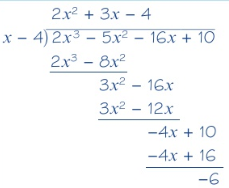 2x² + 3x − 4
x − 4)2x³ − 5x² − 16x + 10
2x³ − 8x²
3x² − 16x
3x² − 12x
−4x + 10
−4x + 16
−6